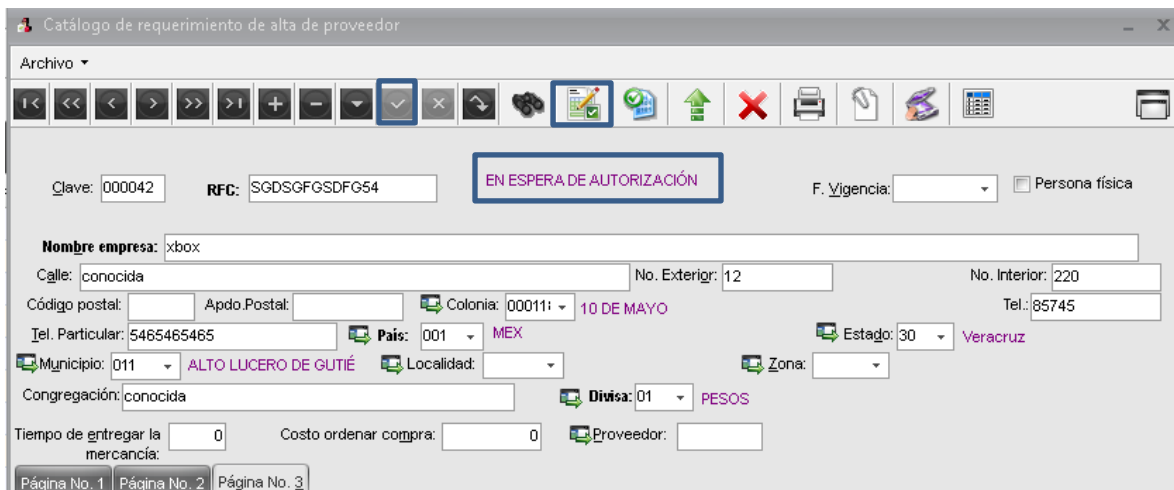 Catálogo de requerimiento de alta de proveedor
Archivo
Clave: 000042 RFC: SGDSGFGSDFG54 EN ESPERA DE AUTORIZACIÓN F. Vigencia: Persona física
Nombre empresa: xbox
Calle: conocida No. Exterior: 12 No. Interior: 220
Código postal: Apdo.Postal: Colonia: 00011 10 DE MAYO Tel.: 85745
Tel. Particular: 5465465465 País: 001 MEX Estado: 30 Veracruz
Municipio: 011 ALTO LUCERO DE GUTIÉ Localidad: Zona:
Congregación: conocida Divisa: 01 PESOS
Tiempo de entregar la mercancía: 0 Costo ordenar compra: 0 Proveedor:
Página No. 1 Página No. 2 Página No. 3